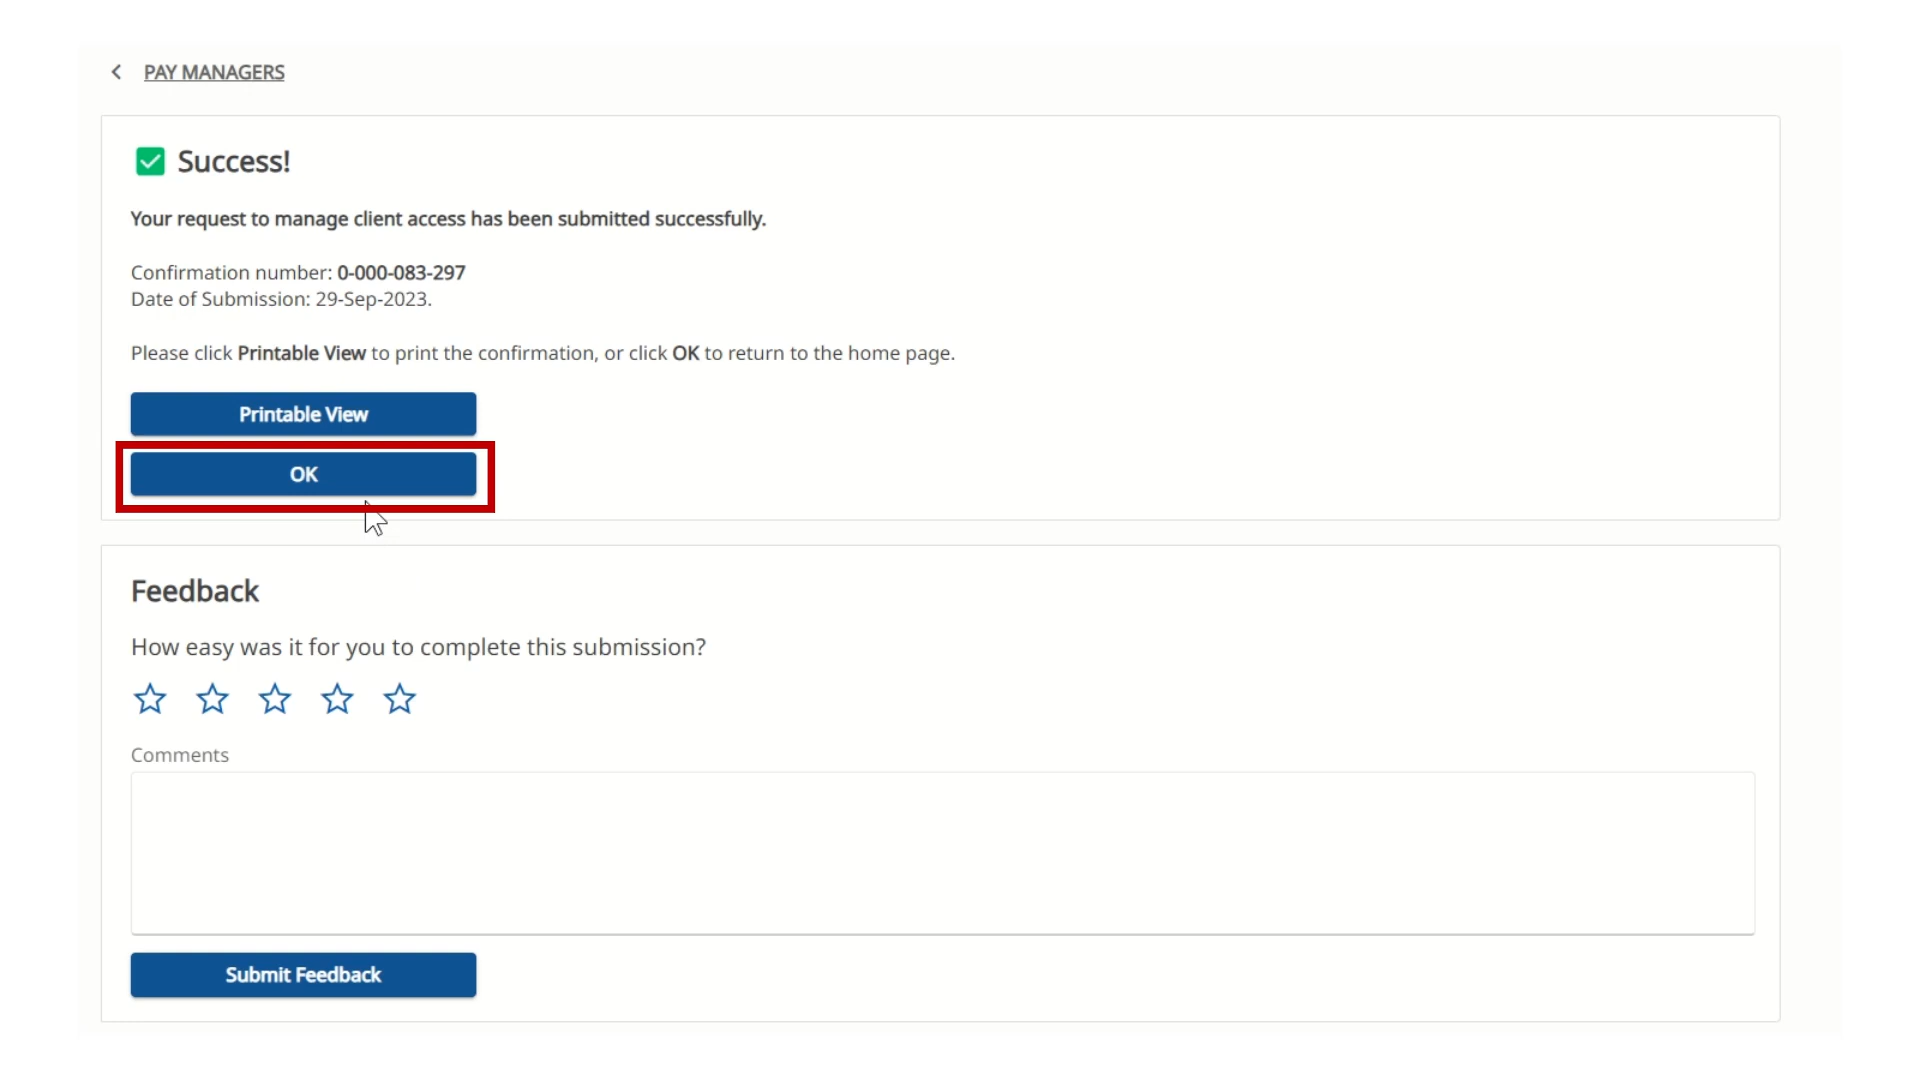 PAY MANAGERS
Success!
Your request to manage client access has been submitted successfully.
Confirmation number: 0-000-083-297
Date of Submission: 29-Sep-2023.
Please click Printable View to print the confirmation, or click OK to return to the home page.
Printable View
OK
Feedback
How easy was it for you to complete this submission?
Comments
Submit Feedback